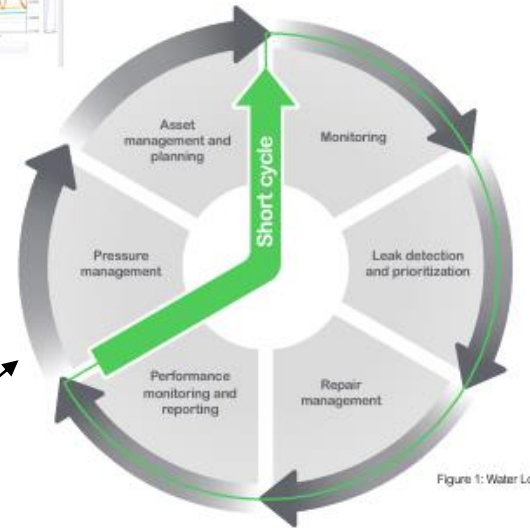 Asset
management and
planning
Monitoring
Short cycle
Pressure
management
Leak detection
and prioritization
Performance
monitoring and
reporting
Repair
management
Figure 1: Water Lo